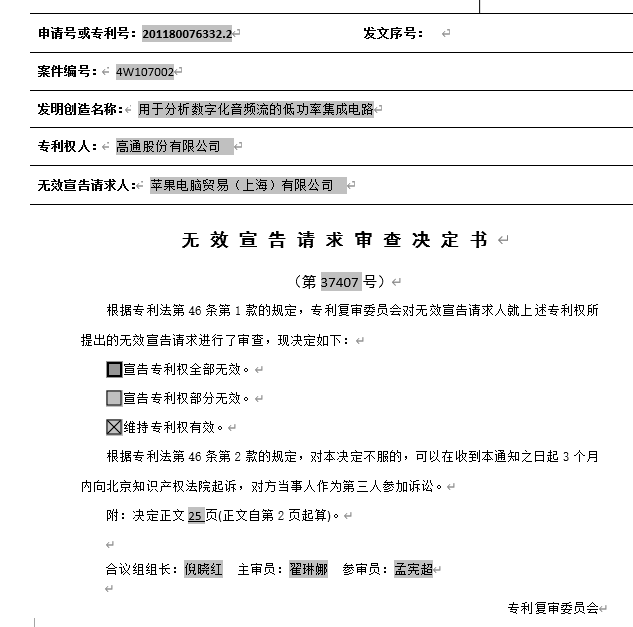 申请号或专利号：201180076332.2 发文序号：
案件编号：4W107002
发明创造名称：用于分析数字化音频流的低功率集成电路
专利权人：高通股份有限公司
无效宣告请求人：苹果电脑贸易（上海）有限公司
无效宣告请求审查决定书
（第 37407 号）
根据专利法第 46 条第 1 款的规定，专利复审委员会对无效宣告请求人就上述专利权所
提出的无效宣告请求进行了审查，现决定如下：
宣告专利权全部无效。
宣告专利权部分无效。
维持专利权有效。
根据专利法第 46 条第 2 款的规定，对本决定不服的，可以在收到本通知之日起 3 个月
内向北京知识产权法院起诉，对方当事人作为第三人参加诉讼。
附：决定正文 25 页(正文自第 2 页起算)。
合议组组长：倪晓红 主审员：翟琳娜 参审员：孟宪超
专利复审委员会